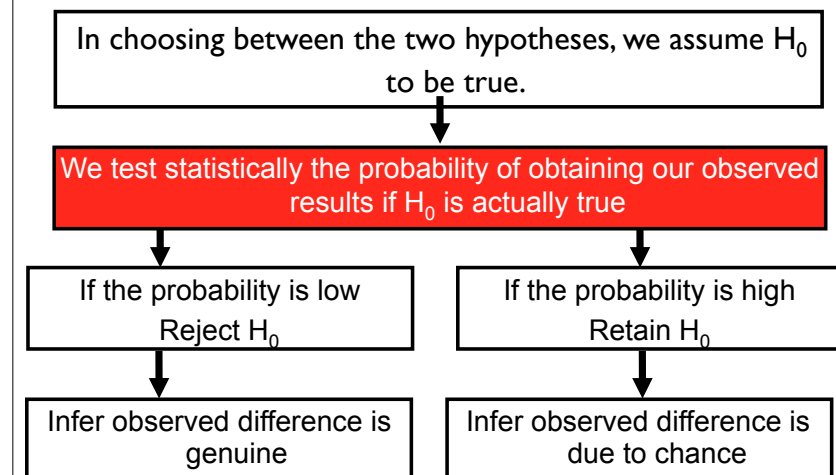 In choosing between the two hypotheses, we assume H₀
to be true.
We test statistically the probability of obtaining our observed
results if H₀ is actually true
If the probability is low
Reject H₀
If the probability is high
Retain H₀
Infer observed difference is
genuine
Infer observed difference is
due to chance